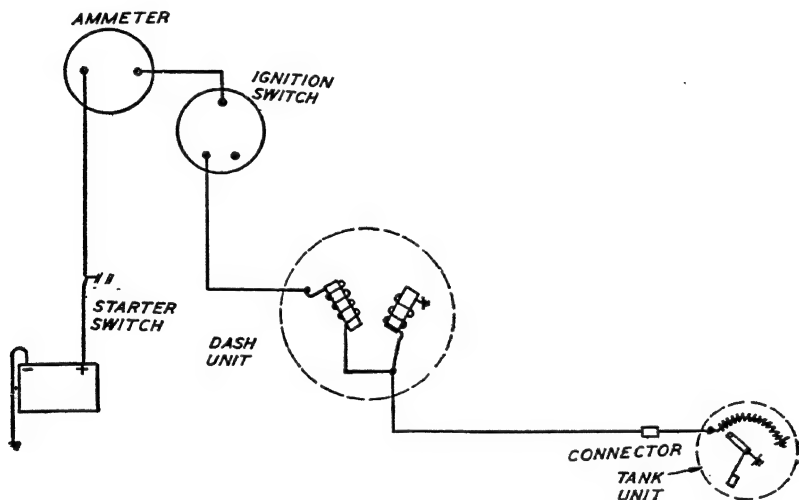 AMMETER
IGNITION
SWITCH
STARTER
SWITCH
- +
DASH
UNIT
CONNECTOR
TANK
UNIT